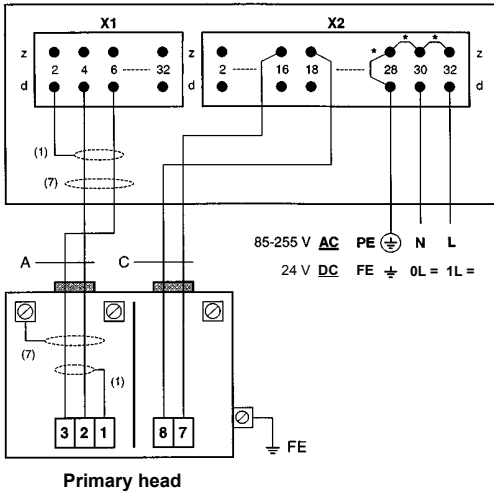 X1 X2
z z z * * * z
2 4 6 32 2 16 18 28 30 32
d d d d
(1)
(7)
85-255 V AC PE N L
24 V DC FE 0L = 1L =
A C
(7)
(1)
3 2 1 8 7
FE
Primary head